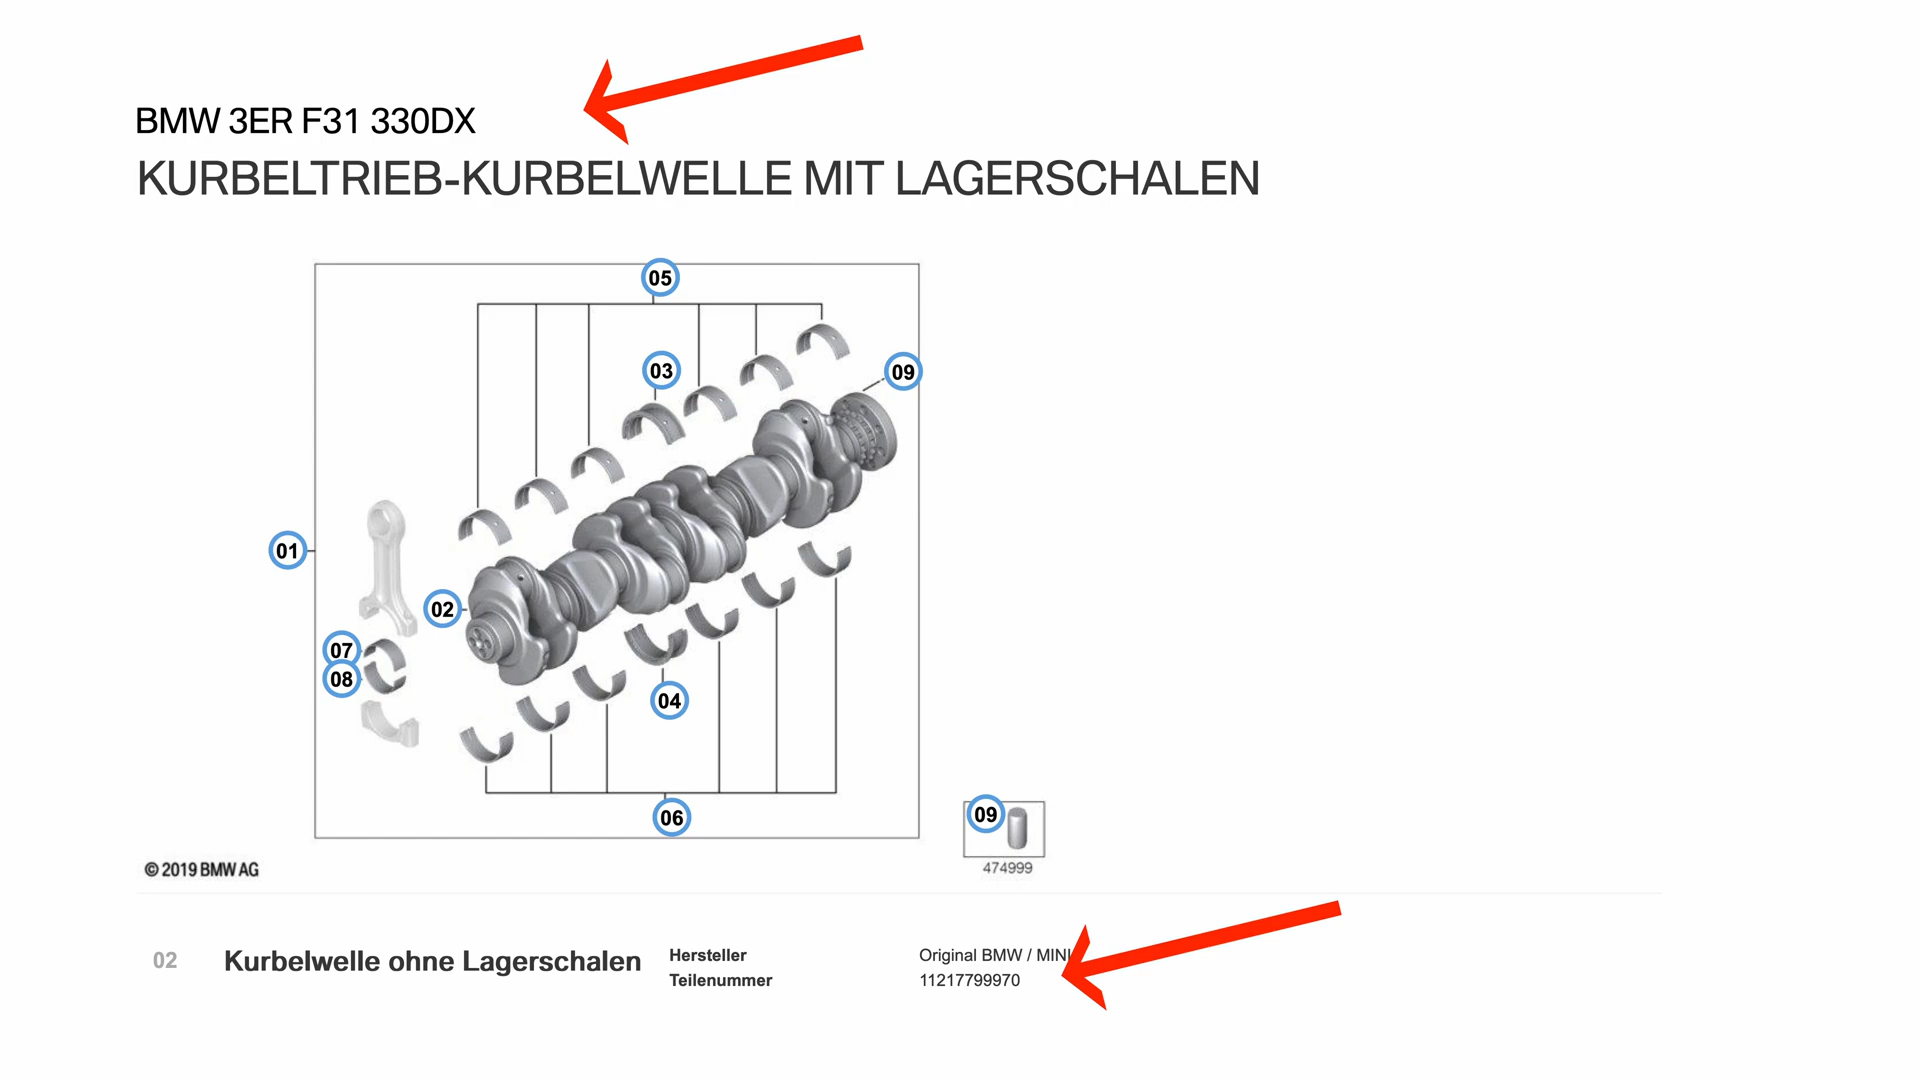 BMW 3ER F31 330DX
KURBELTRIEB-KURBELWELLE MIT LAGERSCHALEN
05
03
09
01
02
07
08
04
06
09
474999
© 2019 BMW AG
02 Kurbelwelle ohne Lagerschalen Hersteller Original BMW / MINI
Teilenummer 11217799970